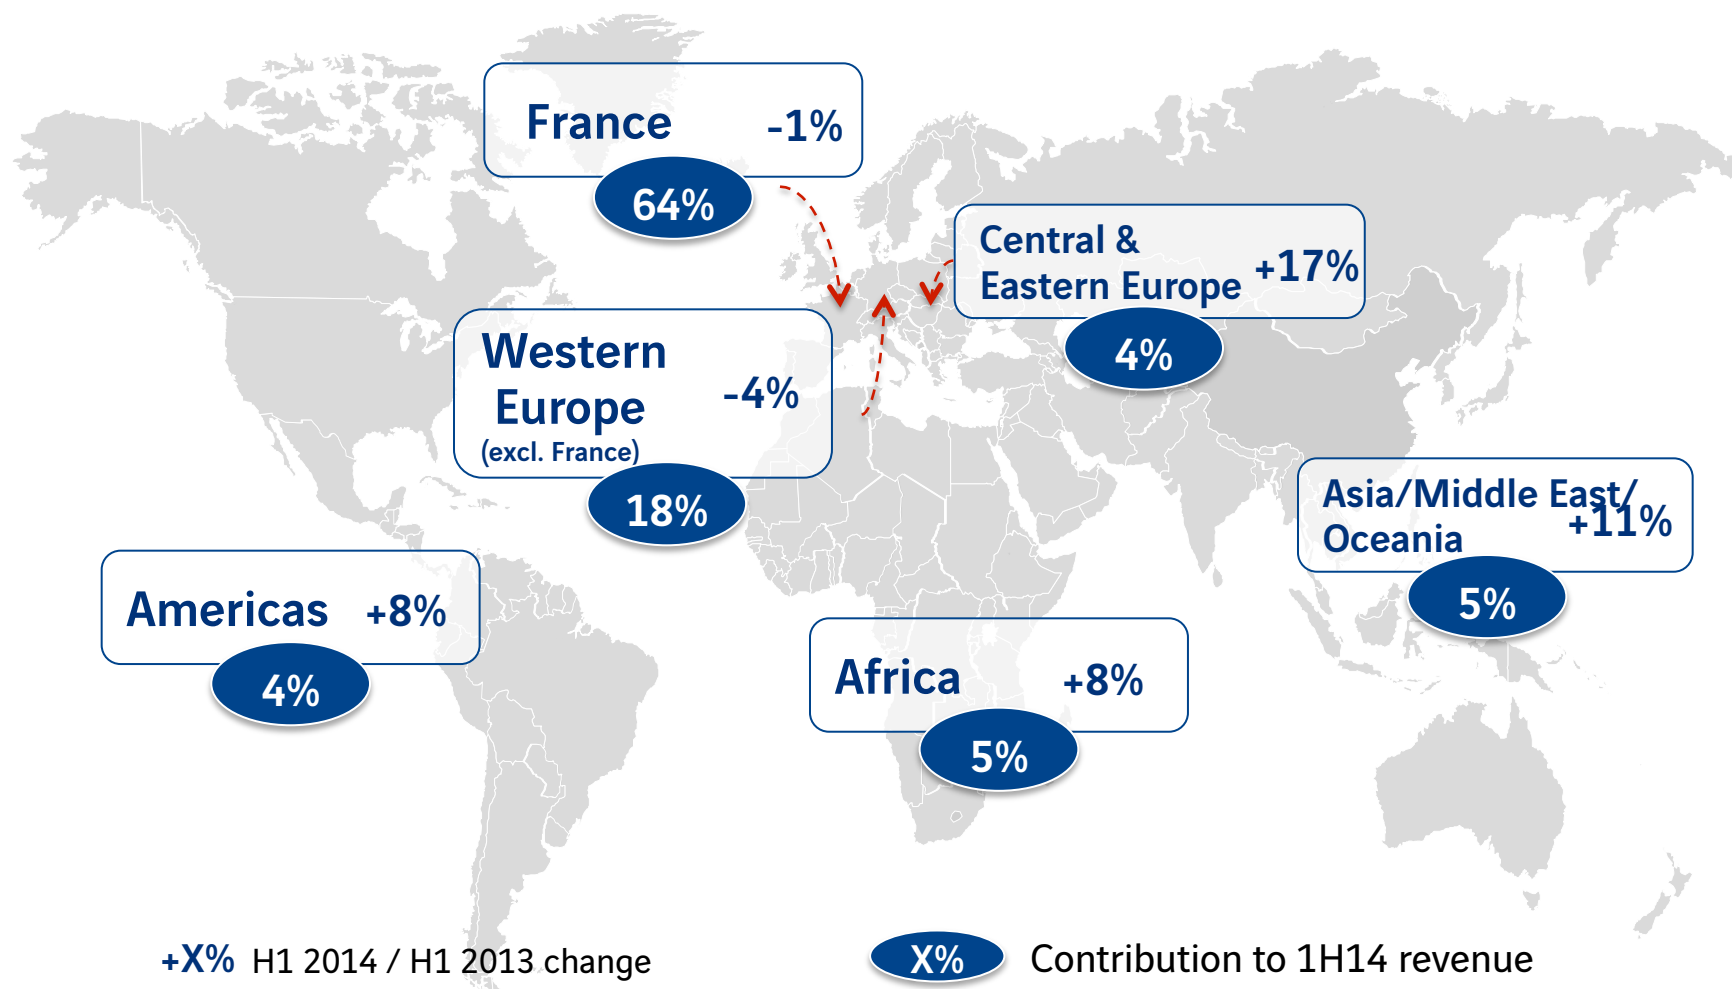 France
-1%
64%
Central &
Eastern Europe
+17%
4%
Western
Europe
(excl. France)
-4%
18%
Asia/Middle East/
Oceania
+11%
5%
Americas
+8%
4%
Africa
+8%
5%
+X% H1 2014 / H1 2013 change
X% Contribution to 1H14 revenue